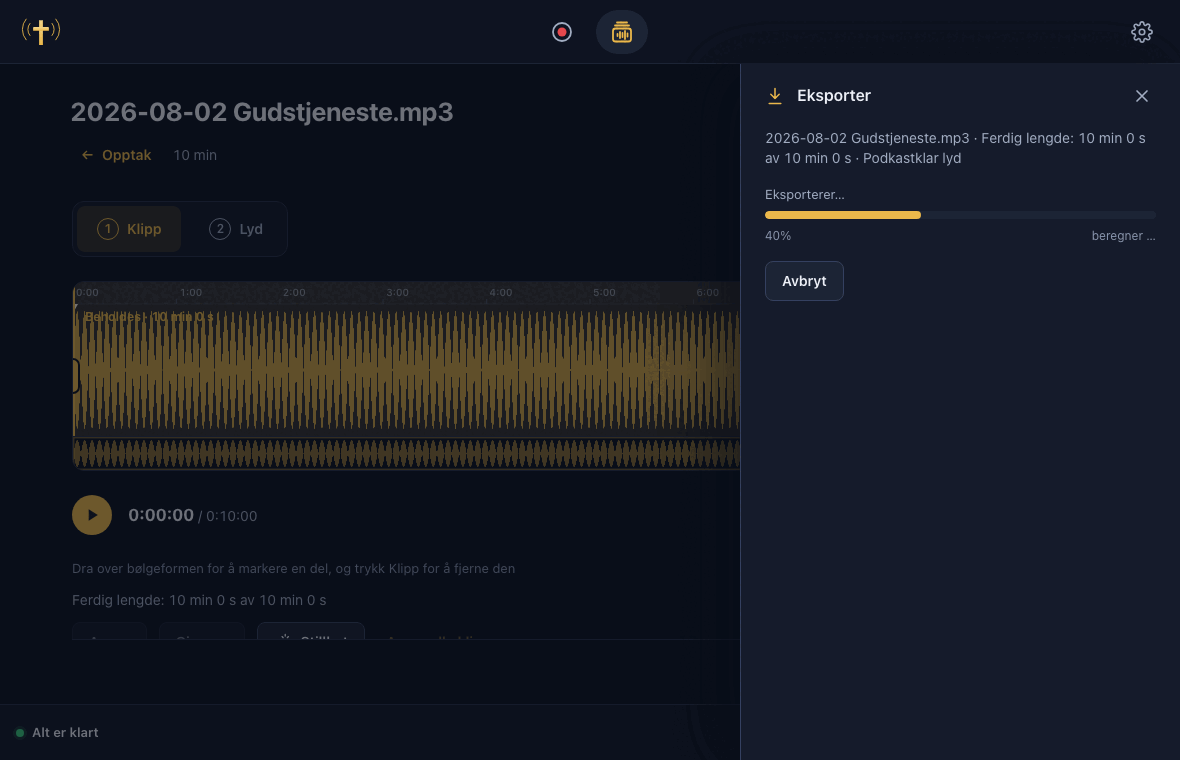 Eksporter
2026-08-02 Gudstjeneste.mp3
2026-08-02 Gudstjeneste.mp3 · Ferdig lengde: 10 min 0 s
av 10 min 0 s · Podkastklar lyd
← Opptak 10 min
Eksporterer…
40% beregner …
1 Klipp 2 Lyd
Avbryt
0:00 1:00 2:00 3:00 4:00 5:00 6:00
Beholdes · 10 min 0 s
0:00:00 / 0:10:00
Dra over bølgeformen for å markere en del, og trykk Klipp for å fjerne den
Ferdig lengde: 10 min 0 s av 10 min 0 s
Alt er klart